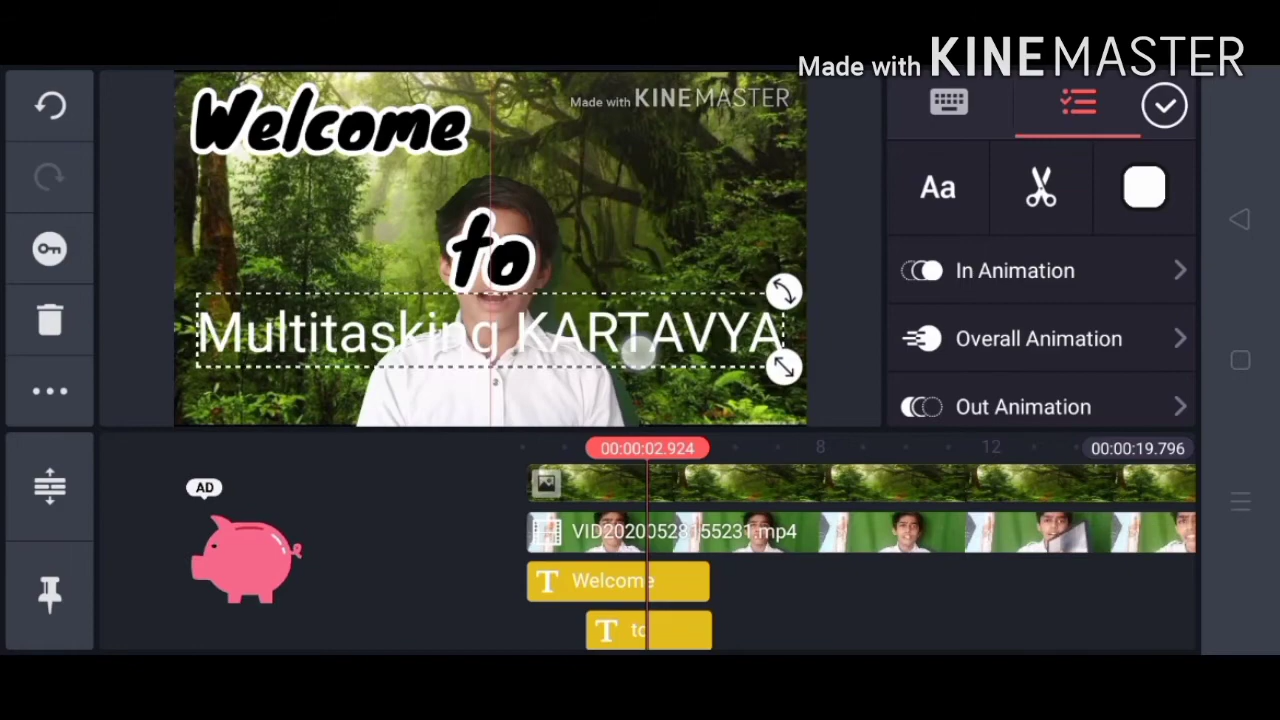 Made with KINEMASTER
Made with KINEMASTER
Welcome
to
Multitasking KARTAVYA
Aa
In Animation
Overall Animation
Out Animation
00:00:02.924
8
12
00:00:19.796
AD
VID20200528155231.mp4
T Welcome
T to